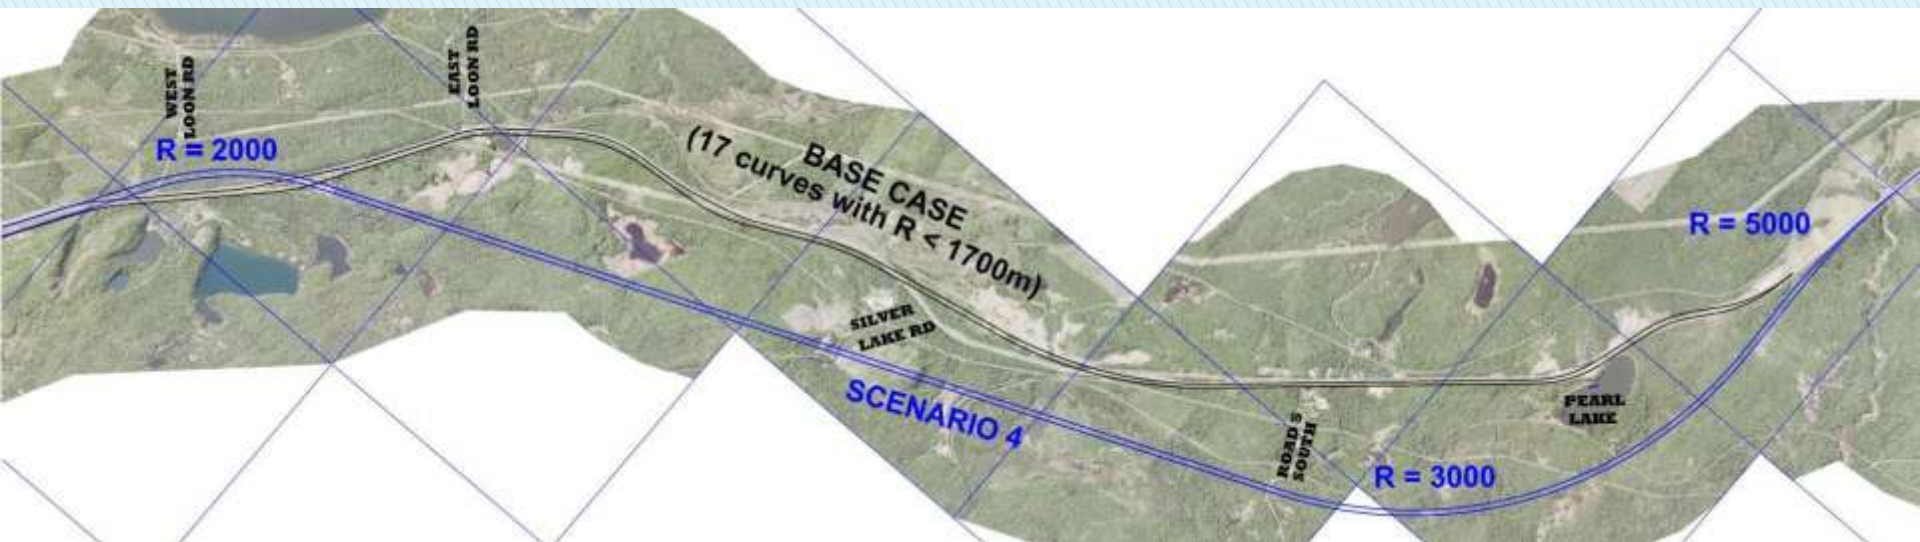 WEST
LOON RD
EAST
LOON RD
R = 2000
BASE CASE
(17 curves with R < 1700m)
R = 5000
SILVER
LAKE RD
SCENARIO 4
PEARL
LAKE
ROAD 5
SOUTH
R = 3000